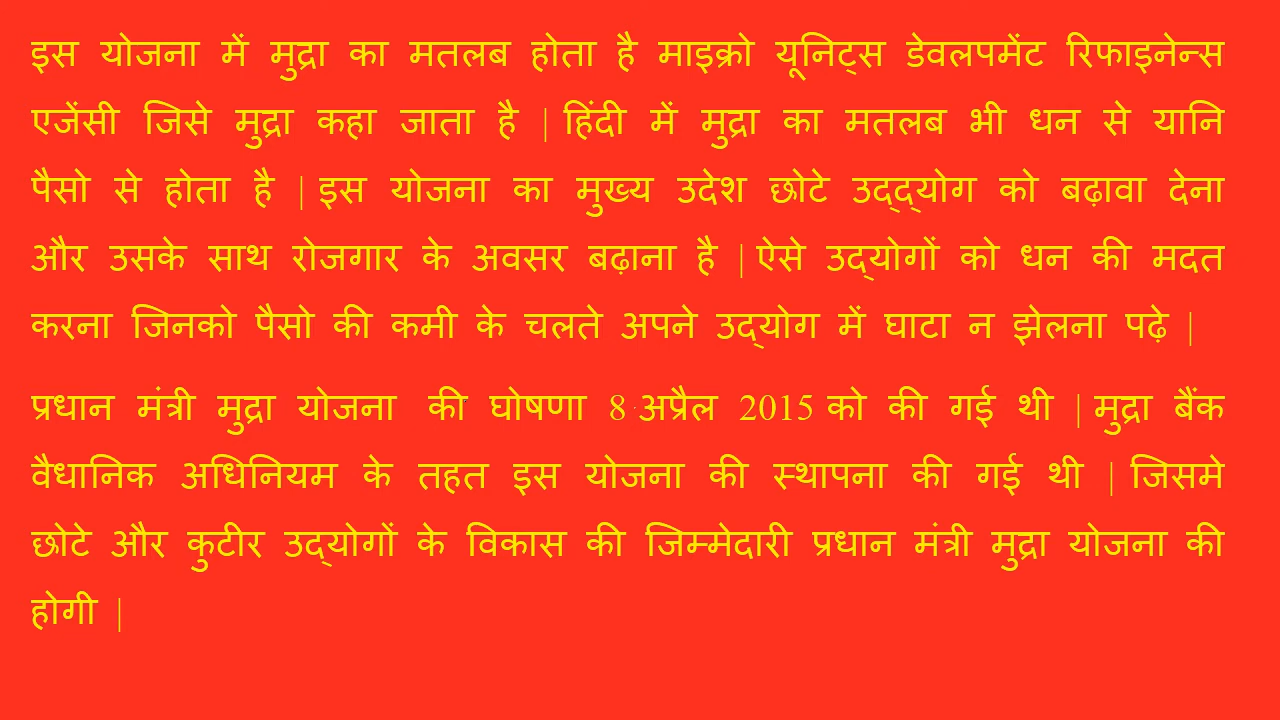 इस योजना में मुद्रा का मतलब होता है माइक्रो यूनिट्स डेवलपमेंट रिफाइनेन्स
एजेंसी जिसे मुद्रा कहा जाता है | हिंदी में मुद्रा का मतलब भी धन से यानि
पैसो से होता है | इस योजना का मुख्य उदेश छोटे उद्द्योग को बढ़ावा देना
और उसके साथ रोजगार के अवसर बढ़ाना है | ऐसे उद्योगों को धन की मदत
करना जिनको पैसो की कमी के चलते अपने उद्योग में घाटा न झेलना पढ़े |
प्रधान मंत्री मुद्रा योजना की घोषणा 8 अप्रैल 2015 को की गई थी | मुद्रा बैंक
वैधानिक अधिनियम के तहत इस योजना की स्थापना की गई थी | जिसमे
छोटे और कुटीर उद्योगों के विकास की जिम्मेदारी प्रधान मंत्री मुद्रा योजना की
होगी |